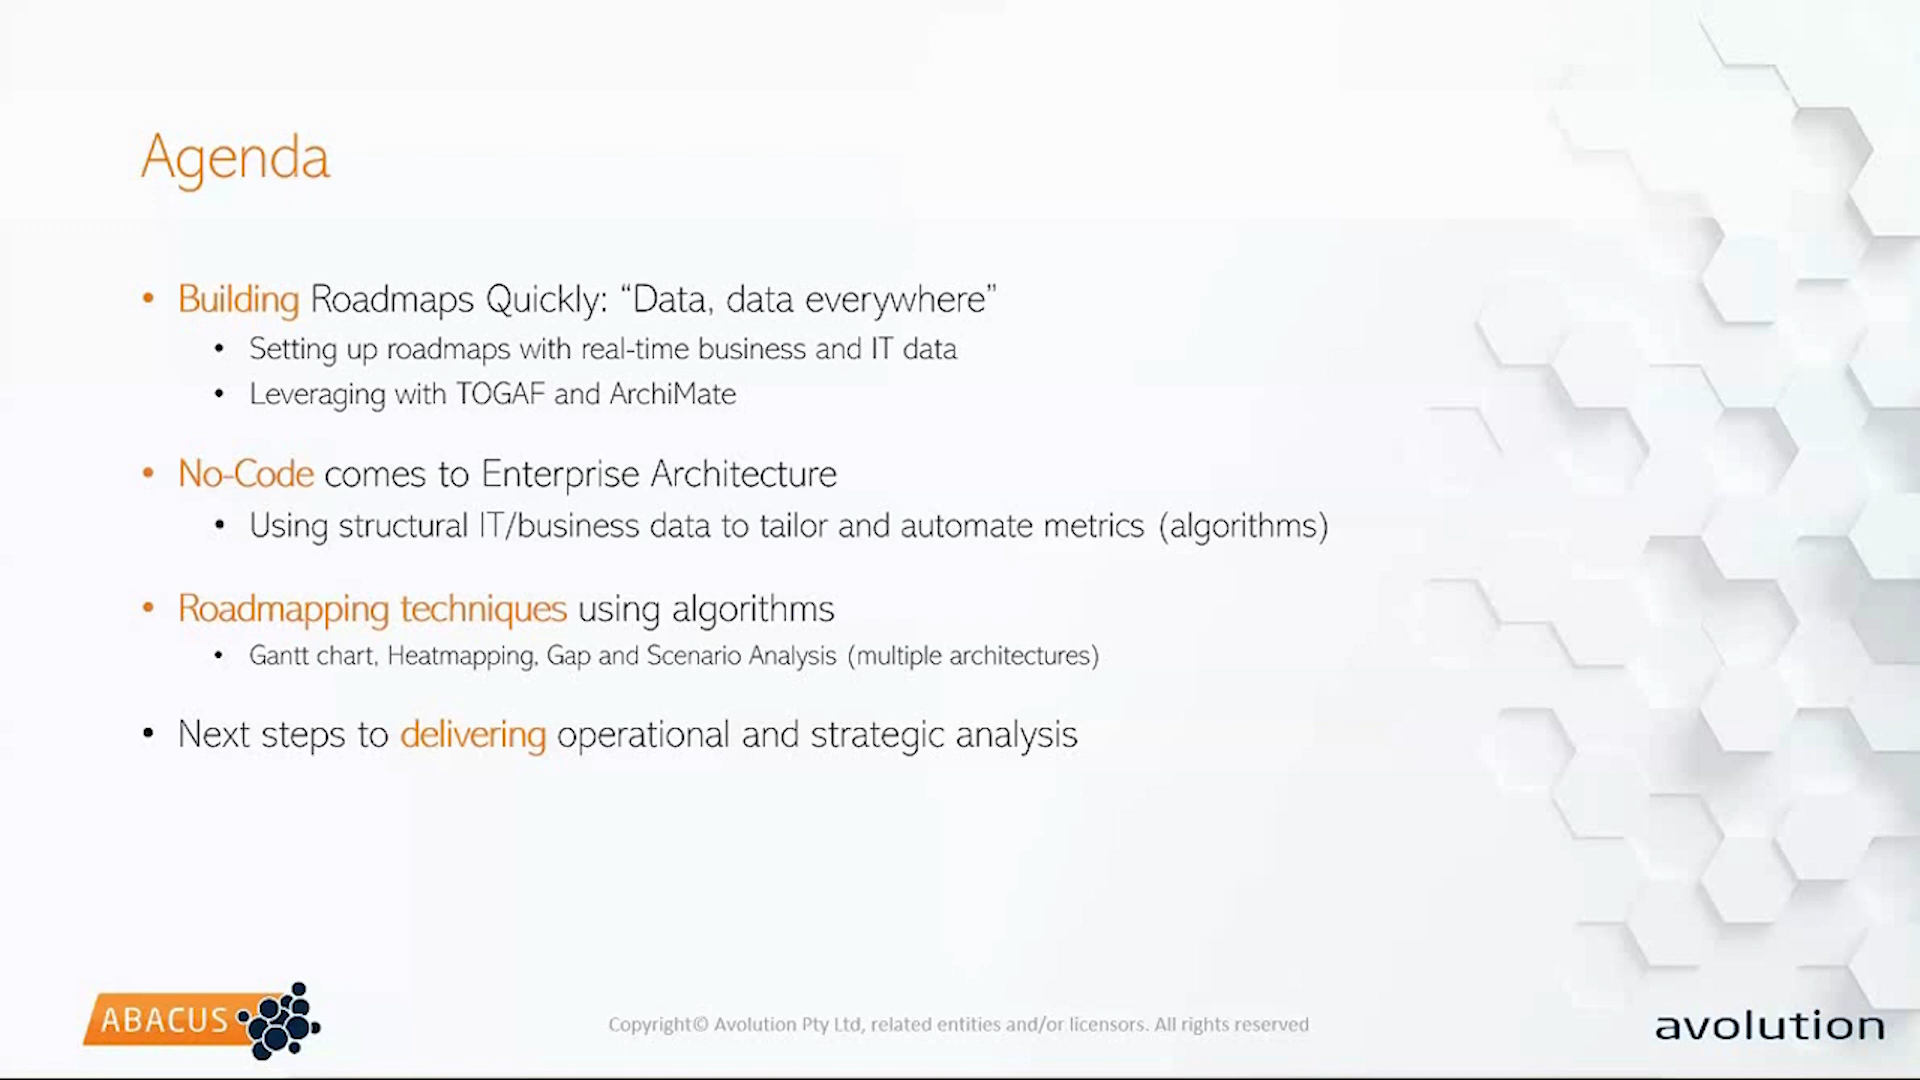 Agenda
• Building Roadmaps Quickly: “Data, data everywhere”
• Setting up roadmaps with real-time business and IT data
• Leveraging with TOGAF and ArchiMate
• No-Code comes to Enterprise Architecture
• Using structural IT/business data to tailor and automate metrics (algorithms)
• Roadmapping techniques using algorithms
• Gantt chart, Heatmapping, Gap and Scenario Analysis (multiple architectures)
• Next steps to delivering operational and strategic analysis
ABACUS
Copyright© Avolution Pty Ltd, related entities and/or licensors. All rights reserved
avolution